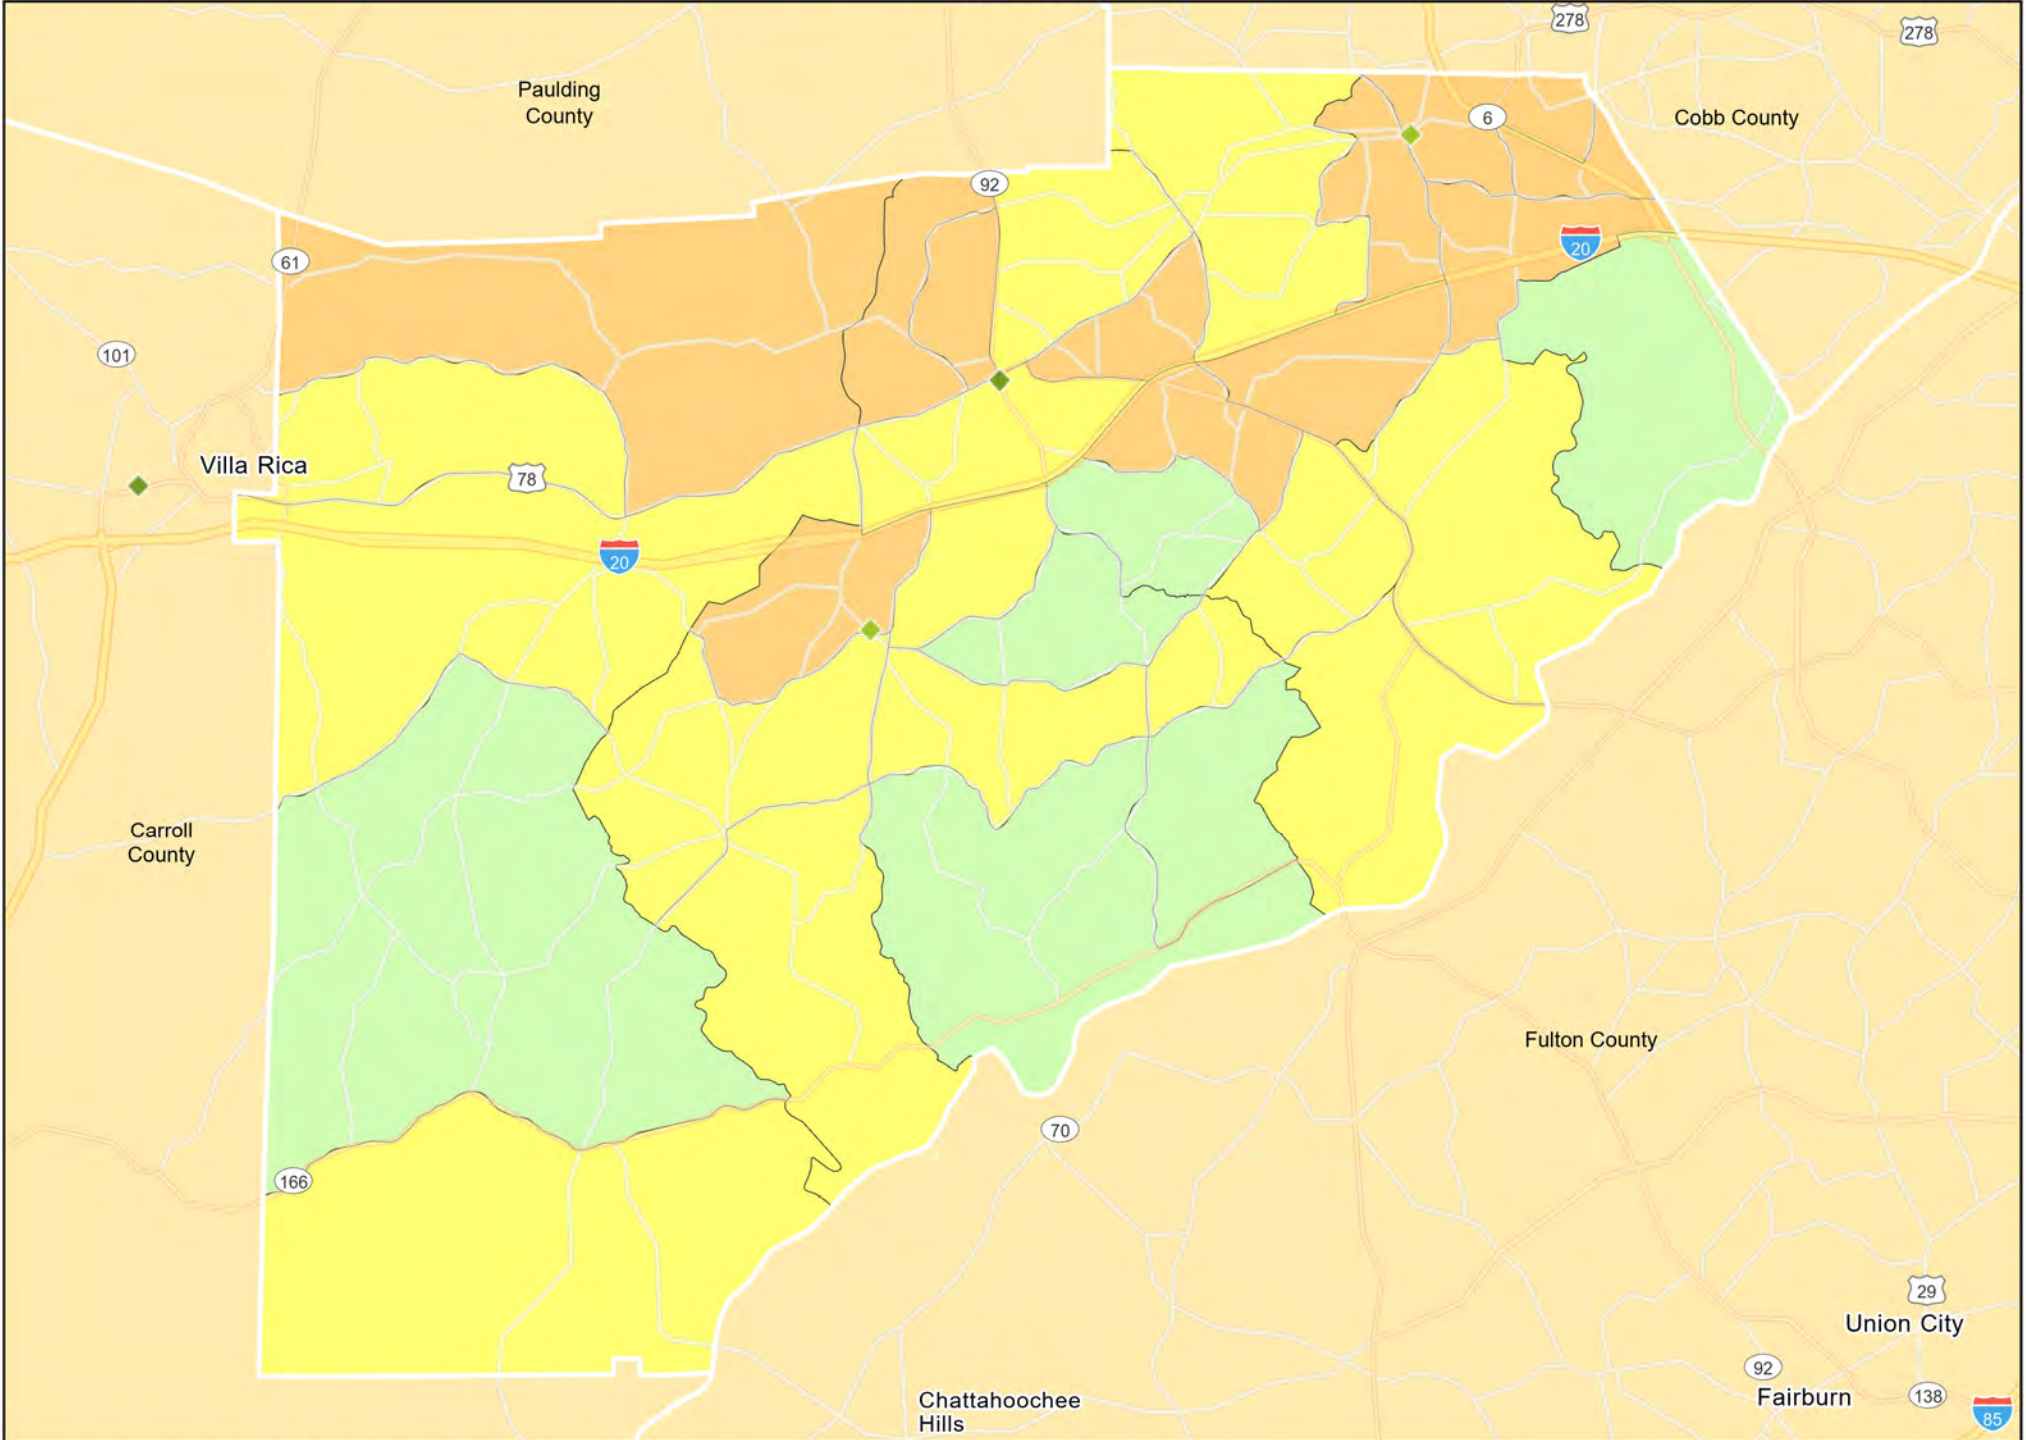 278
278
Paulding
County
6
Cobb County
92
20
61
101
Villa Rica
78
20
Carroll
County
Fulton County
70
166
29
Union City
92
Fairburn
138
Chattahoochee
Hills
85